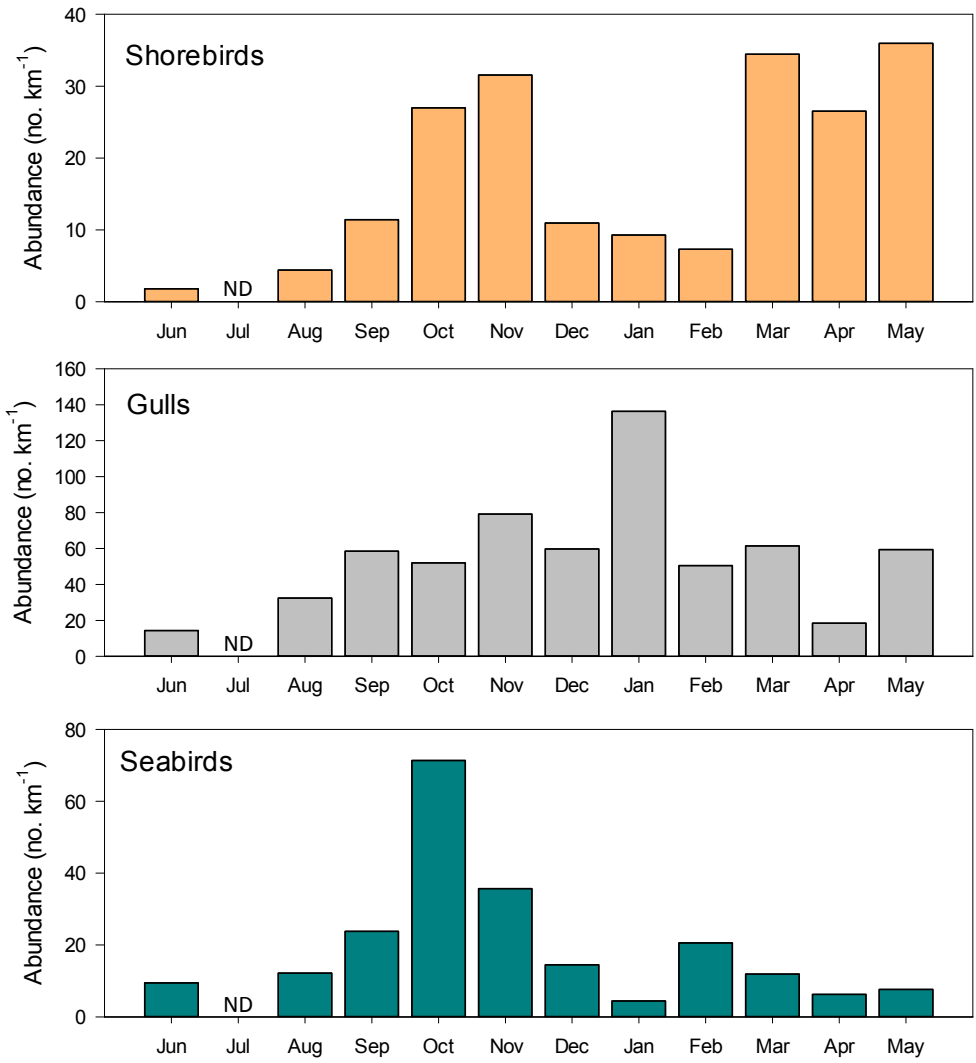 Shorebirds
Abundance (no. km-1)
40
30
20
10
0
ND
Jun Jul Aug Sep Oct Nov Dec Jan Feb Mar Apr May
Gulls
Abundance (no. km-1)
160
140
120
100
80
60
40
20
0
ND
Jun Jul Aug Sep Oct Nov Dec Jan Feb Mar Apr May
Seabirds
Abundance (no. km-1)
80
60
40
20
0
ND
Jun Jul Aug Sep Oct Nov Dec Jan Feb Mar Apr May